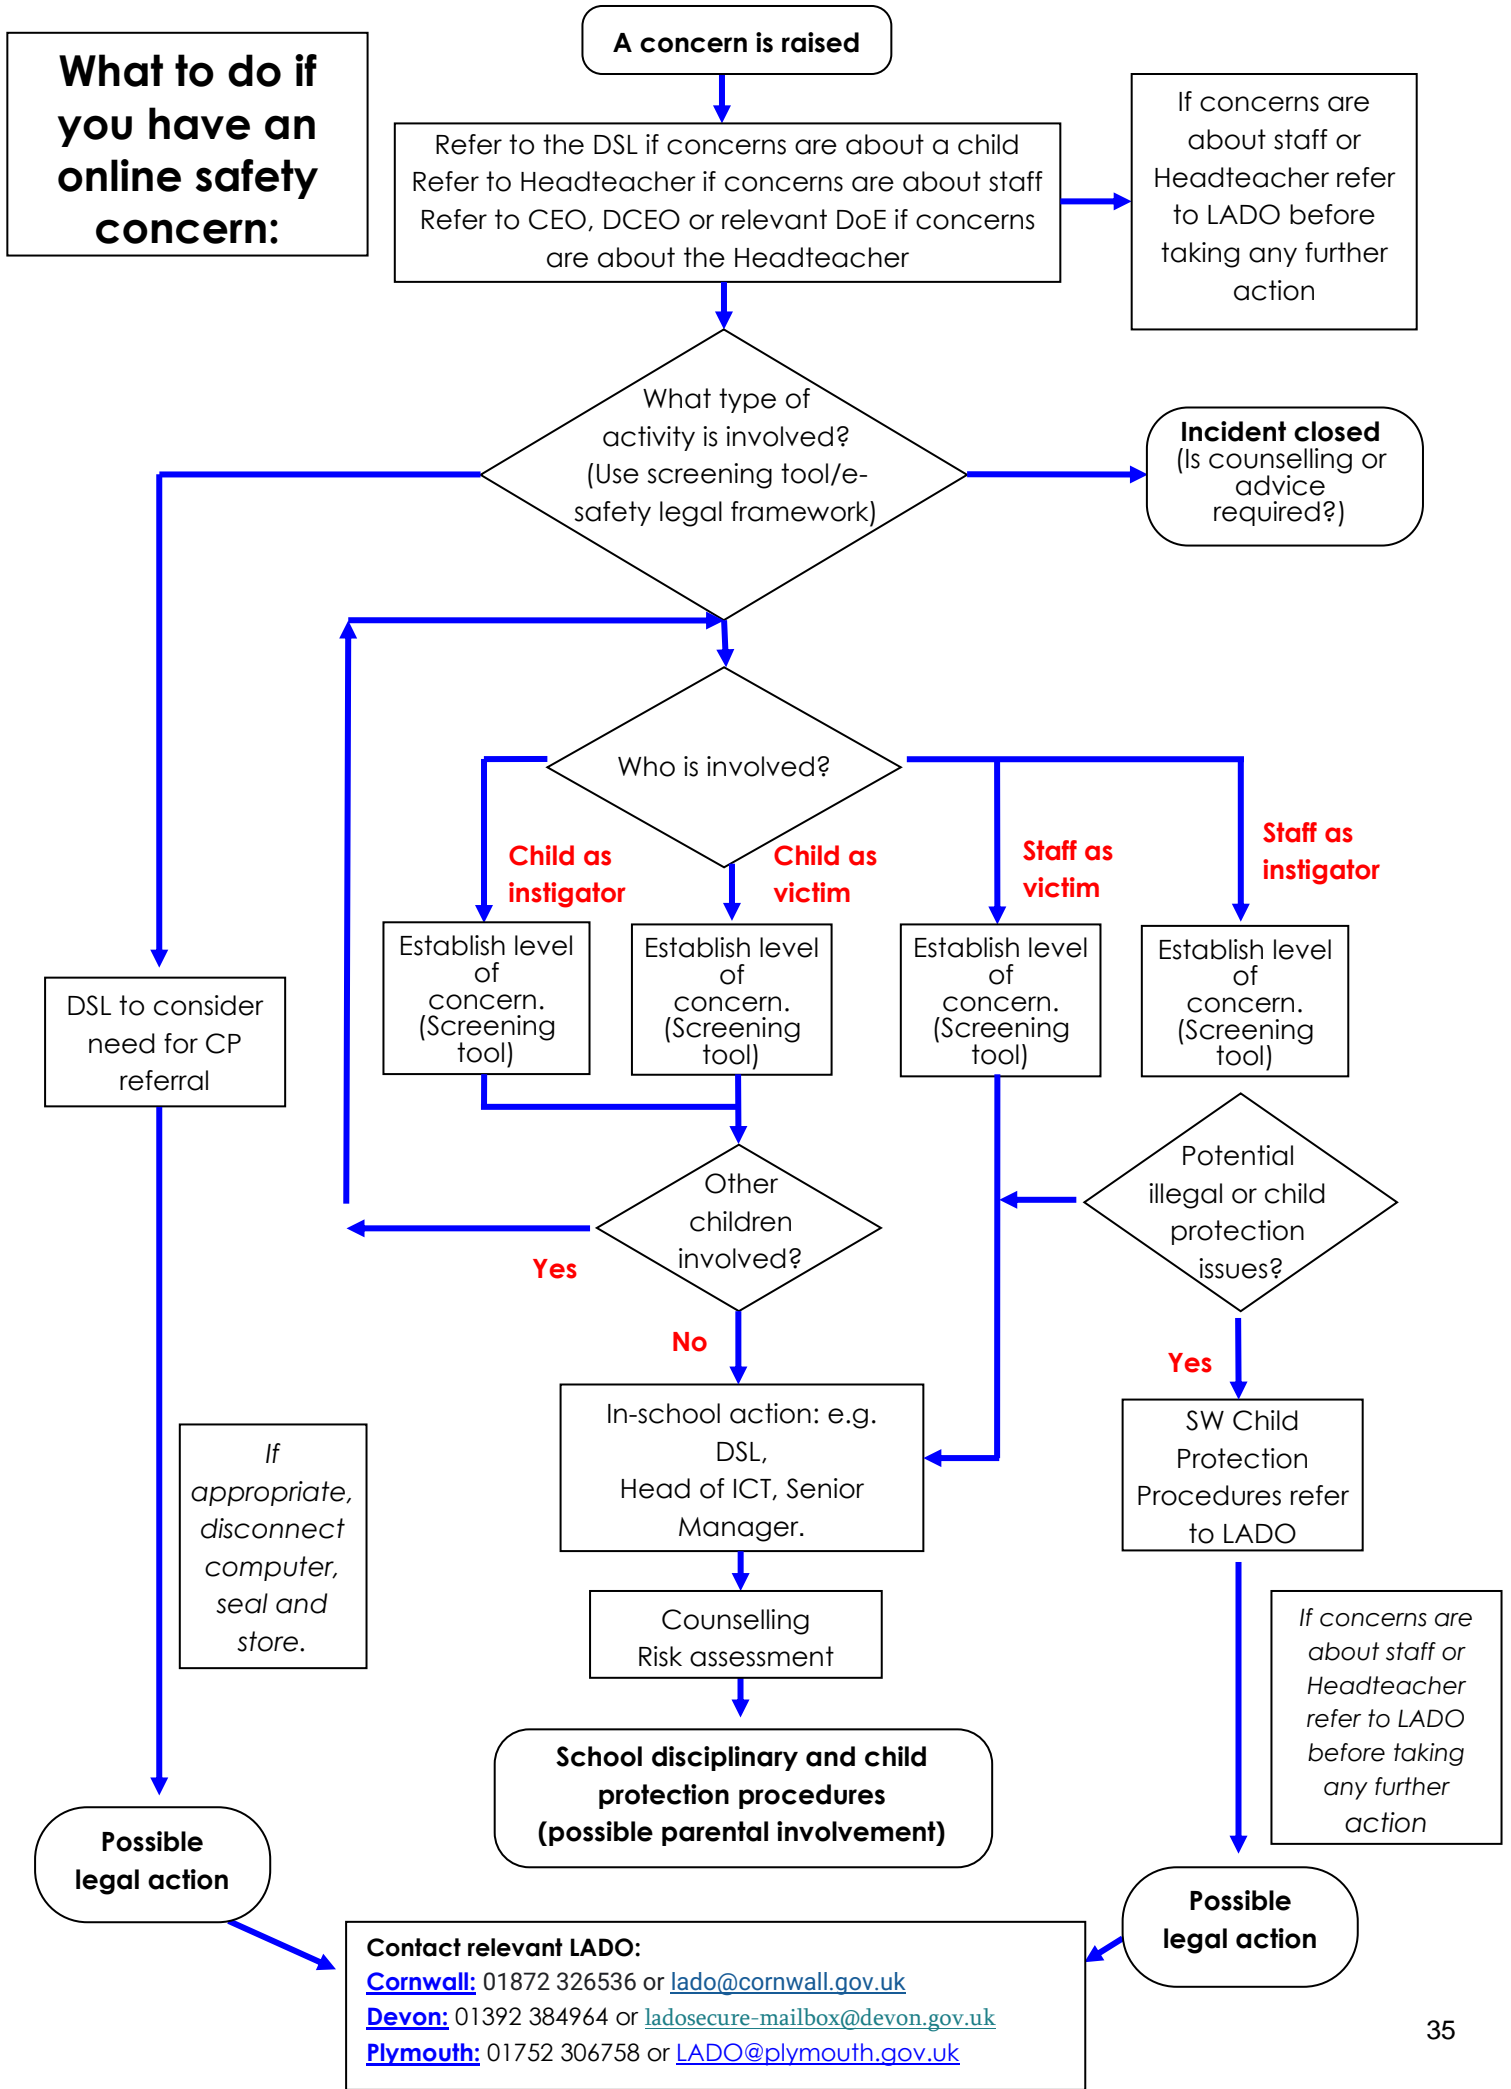 What to do if
you have an
online safety
concern:
A concern is raised
Refer to the DSL if concerns are about a child
Refer to Headteacher if concerns are about staff
Refer to CEO, DCEO or relevant DoE if concerns
are about the Headteacher
If concerns are
about staff or
Headteacher refer
to LADO before
taking any further
action
What type of
activity is involved?
(Use screening tool/e-
safety legal framework)
Incident closed
(Is counselling or
advice
required?)
Who is involved?
Child as
instigator
Child as
victim
Staff as
victim
Staff as
instigator
Establish level
of
concern.
(Screening
tool)
Establish level
of
concern.
(Screening
tool)
Establish level
of
concern.
(Screening
tool)
Establish level
of
concern.
(Screening
tool)
DSL to consider
need for CP
referral
Other
children
involved?
Yes
No
Potential
illegal or child
protection
issues?
Yes
In-school action: e.g.
DSL,
Head of ICT, Senior
Manager.
SW Child
Protection
Procedures refer
to LADO
If
appropriate,
disconnect
computer,
seal and
store.
Counselling
Risk assessment
If concerns are
about staff or
Headteacher
refer to LADO
before taking
any further
action
School disciplinary and child
protection procedures
(possible parental involvement)
Possible
legal action
Possible
legal action
Contact relevant LADO:
Cornwall: 01872 326536 or lado@cornwall.gov.uk
Devon: 01392 384964 or ladosecure-mailbox@devon.gov.uk
Plymouth: 01752 306758 or LADO@plymouth.gov.uk
35